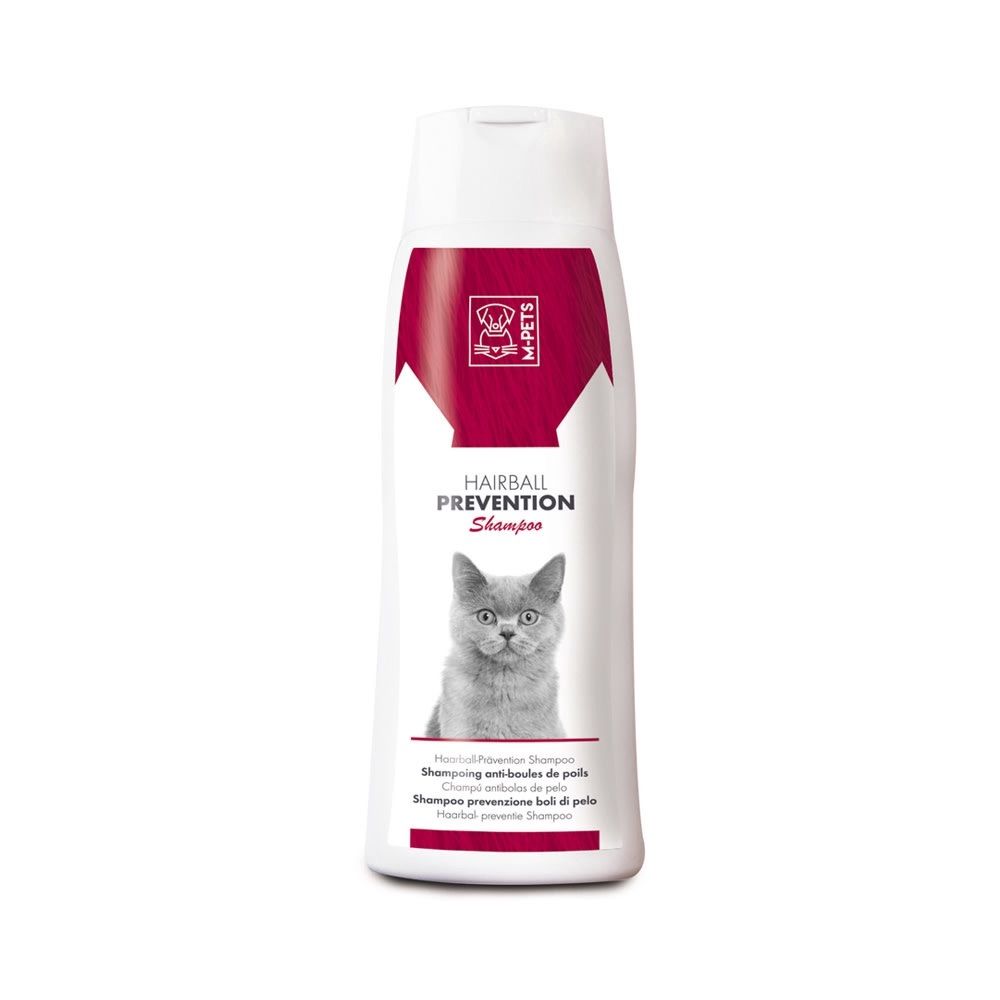 M-PETS
HAIRBALL
PREVENTION
Shampoo
Haarball-Prävention Shampoo
Shampoing anti-boules de poils
Champú antibolas de pelo
Shampoo prevenzione boli di pelo
Haarbal- preventie Shampoo